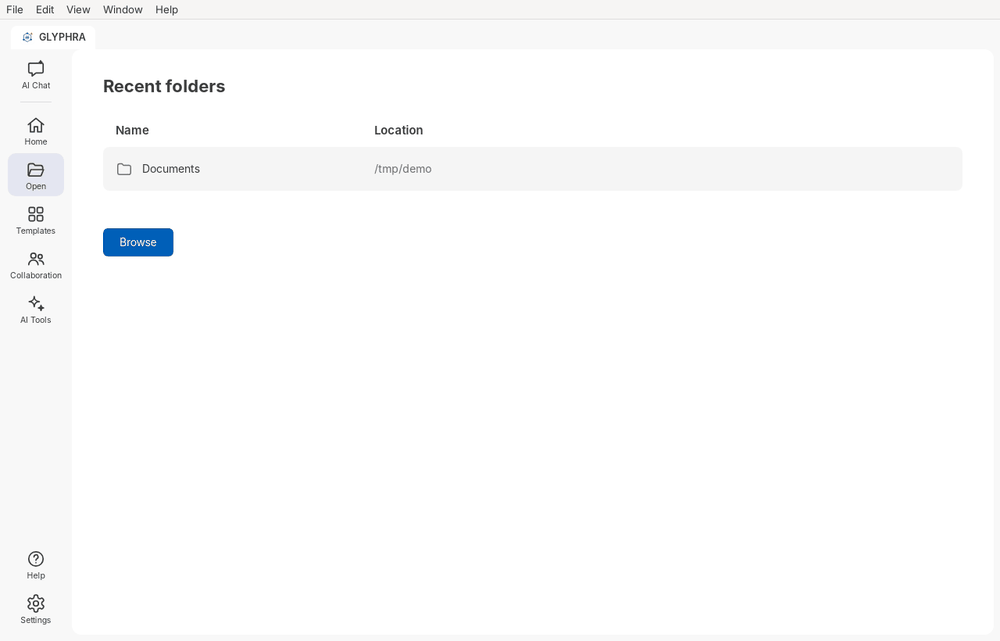 File Edit View Window Help
GLYPHRA
AI Chat
Home
Open
Templates
Collaboration
AI Tools
Help
Settings
Recent folders
Name Location
Documents /tmp/demo
Browse